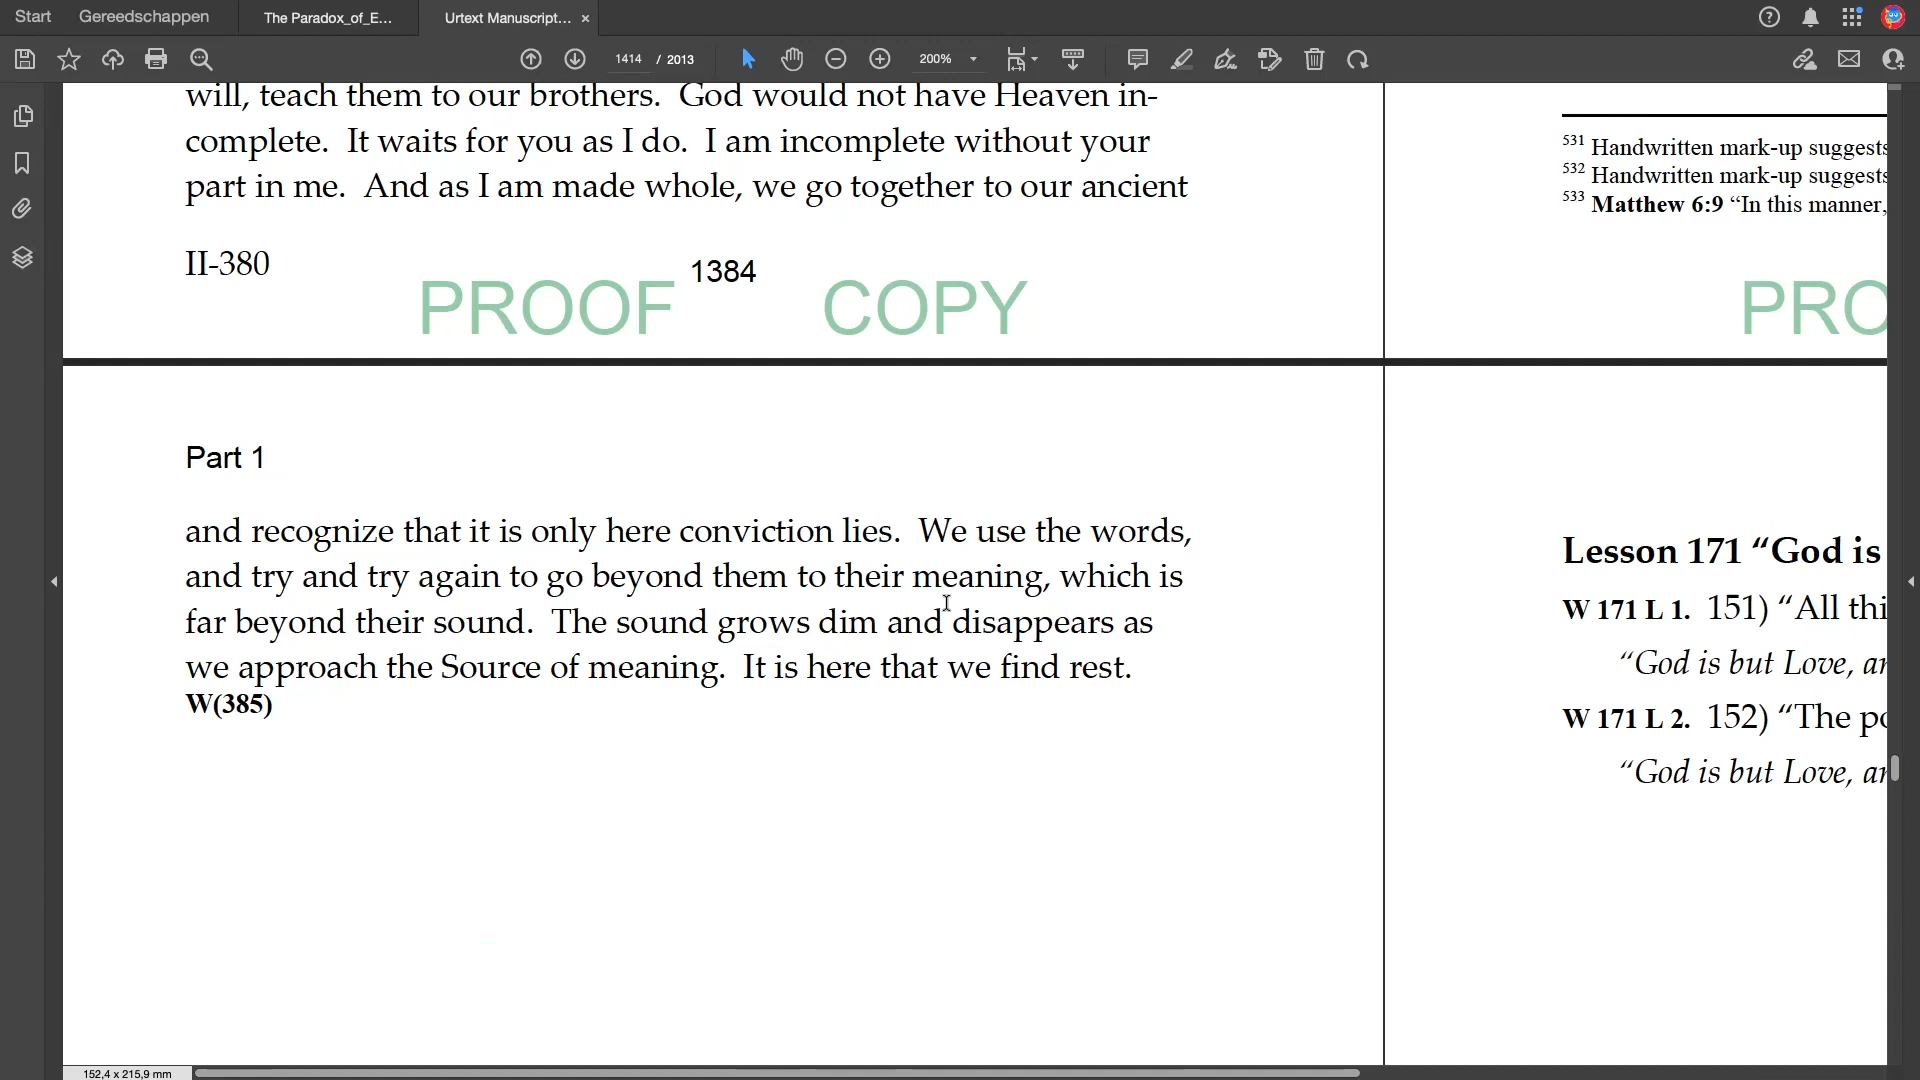 Start Gereedschappen The Paradox_of_E... Urtext Manuscript... ×
1414 / 2013 200%
will, teach them to our brothers. God would not have Heaven in-
complete. It waits for you as I do. I am incomplete without your
part in me. And as I am made whole, we go together to our ancient
II-380 1384
PROOF COPY
531 Handwritten mark-up suggests
532 Handwritten mark-up suggests
533 Matthew 6:9 “In this manner,
PRO
Part 1
and recognize that it is only here conviction lies. We use the words,
and try and try again to go beyond them to their meaning, which is
far beyond their sound. The sound grows dim and disappears as
we approach the Source of meaning. It is here that we find rest.
W(385)
Lesson 171 “God is
W 171 L 1. 151) “All thi
“God is but Love, an
W 171 L 2. 152) “The po
“God is but Love, an
152,4 x 215,9 mm